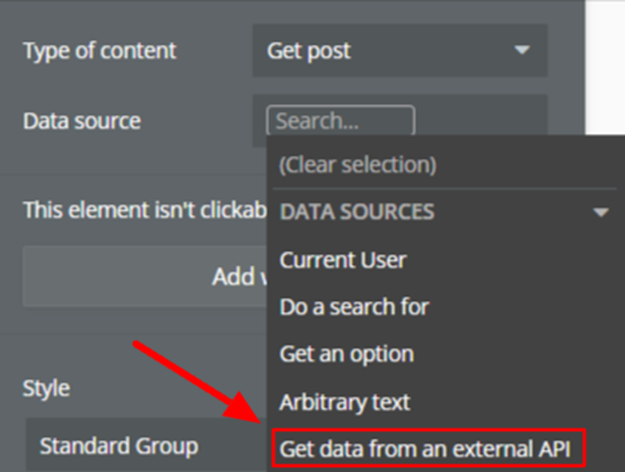 Type of content Get post
Data source Search...
(Clear selection)
This element isn't clickab DATA SOURCES
Current User
Add
Do a search for
Get an option
Style
Arbitrary text
Standard Group
Get data from an external API